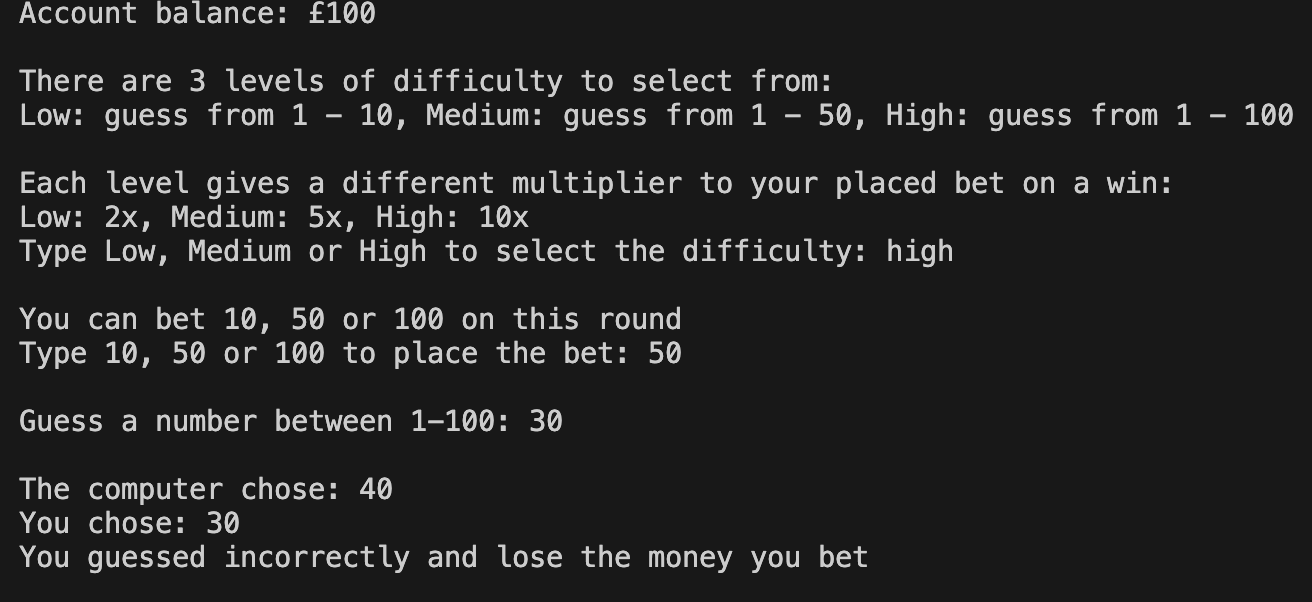 Account balance: £100
There are 3 levels of difficulty to select from:
Low: guess from 1 - 10, Medium: guess from 1 - 50, High: guess from 1 - 100
Each level gives a different multiplier to your placed bet on a win:
Low: 2x, Medium: 5x, High: 10x
Type Low, Medium or High to select the difficulty: high
You can bet 10, 50 or 100 on this round
Type 10, 50 or 100 to place the bet: 50
Guess a number between 1-100: 30
The computer chose: 40
You chose: 30
You guessed incorrectly and lose the money you bet